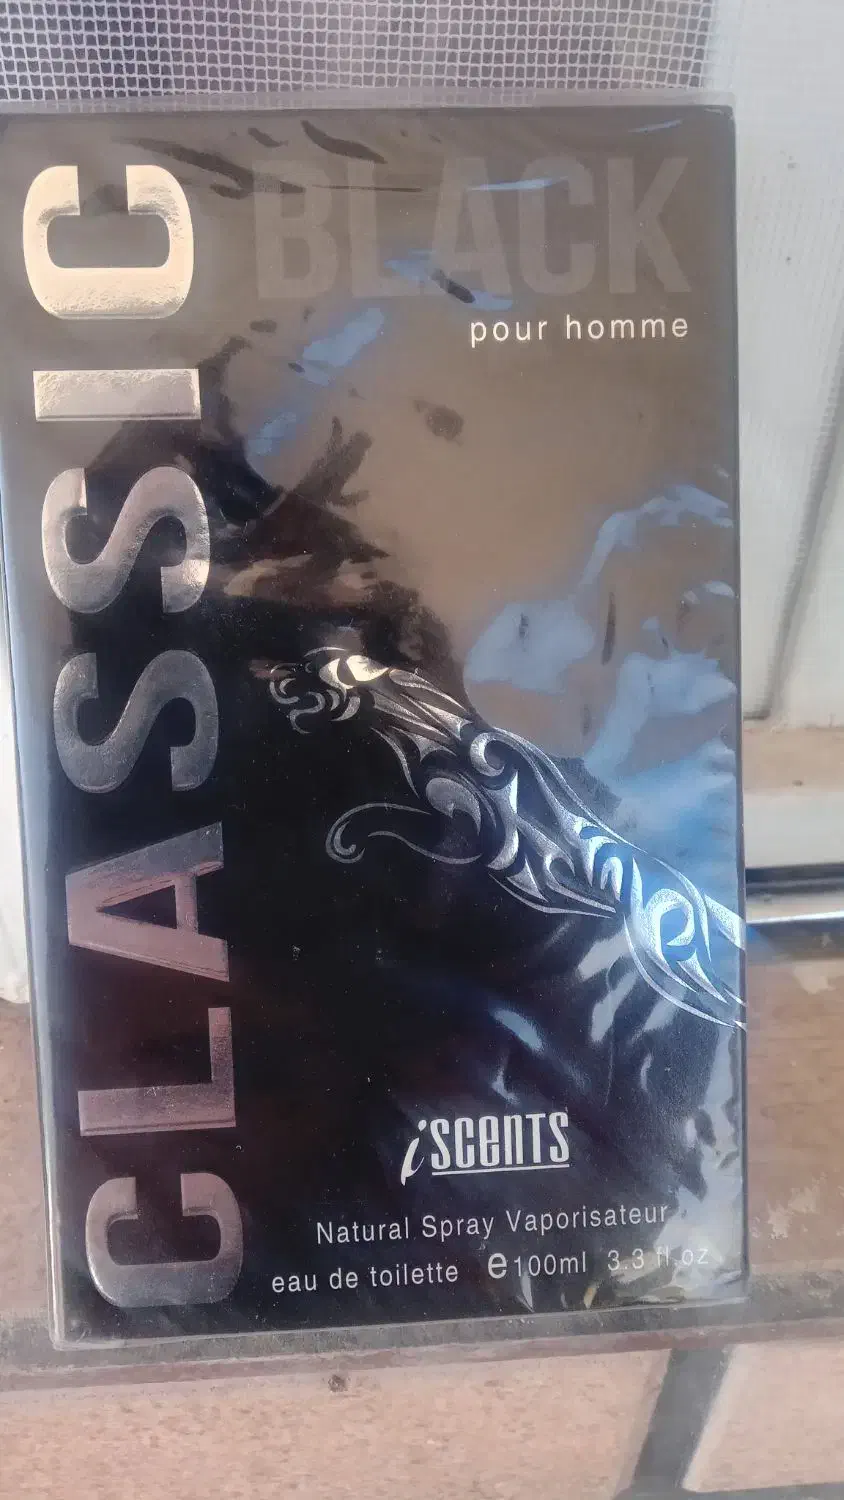 CLASSIC
BLACK
pour homme
iscents
Natural Spray Vaporisateur
eau de toilette e100ml 3.3 fl oz